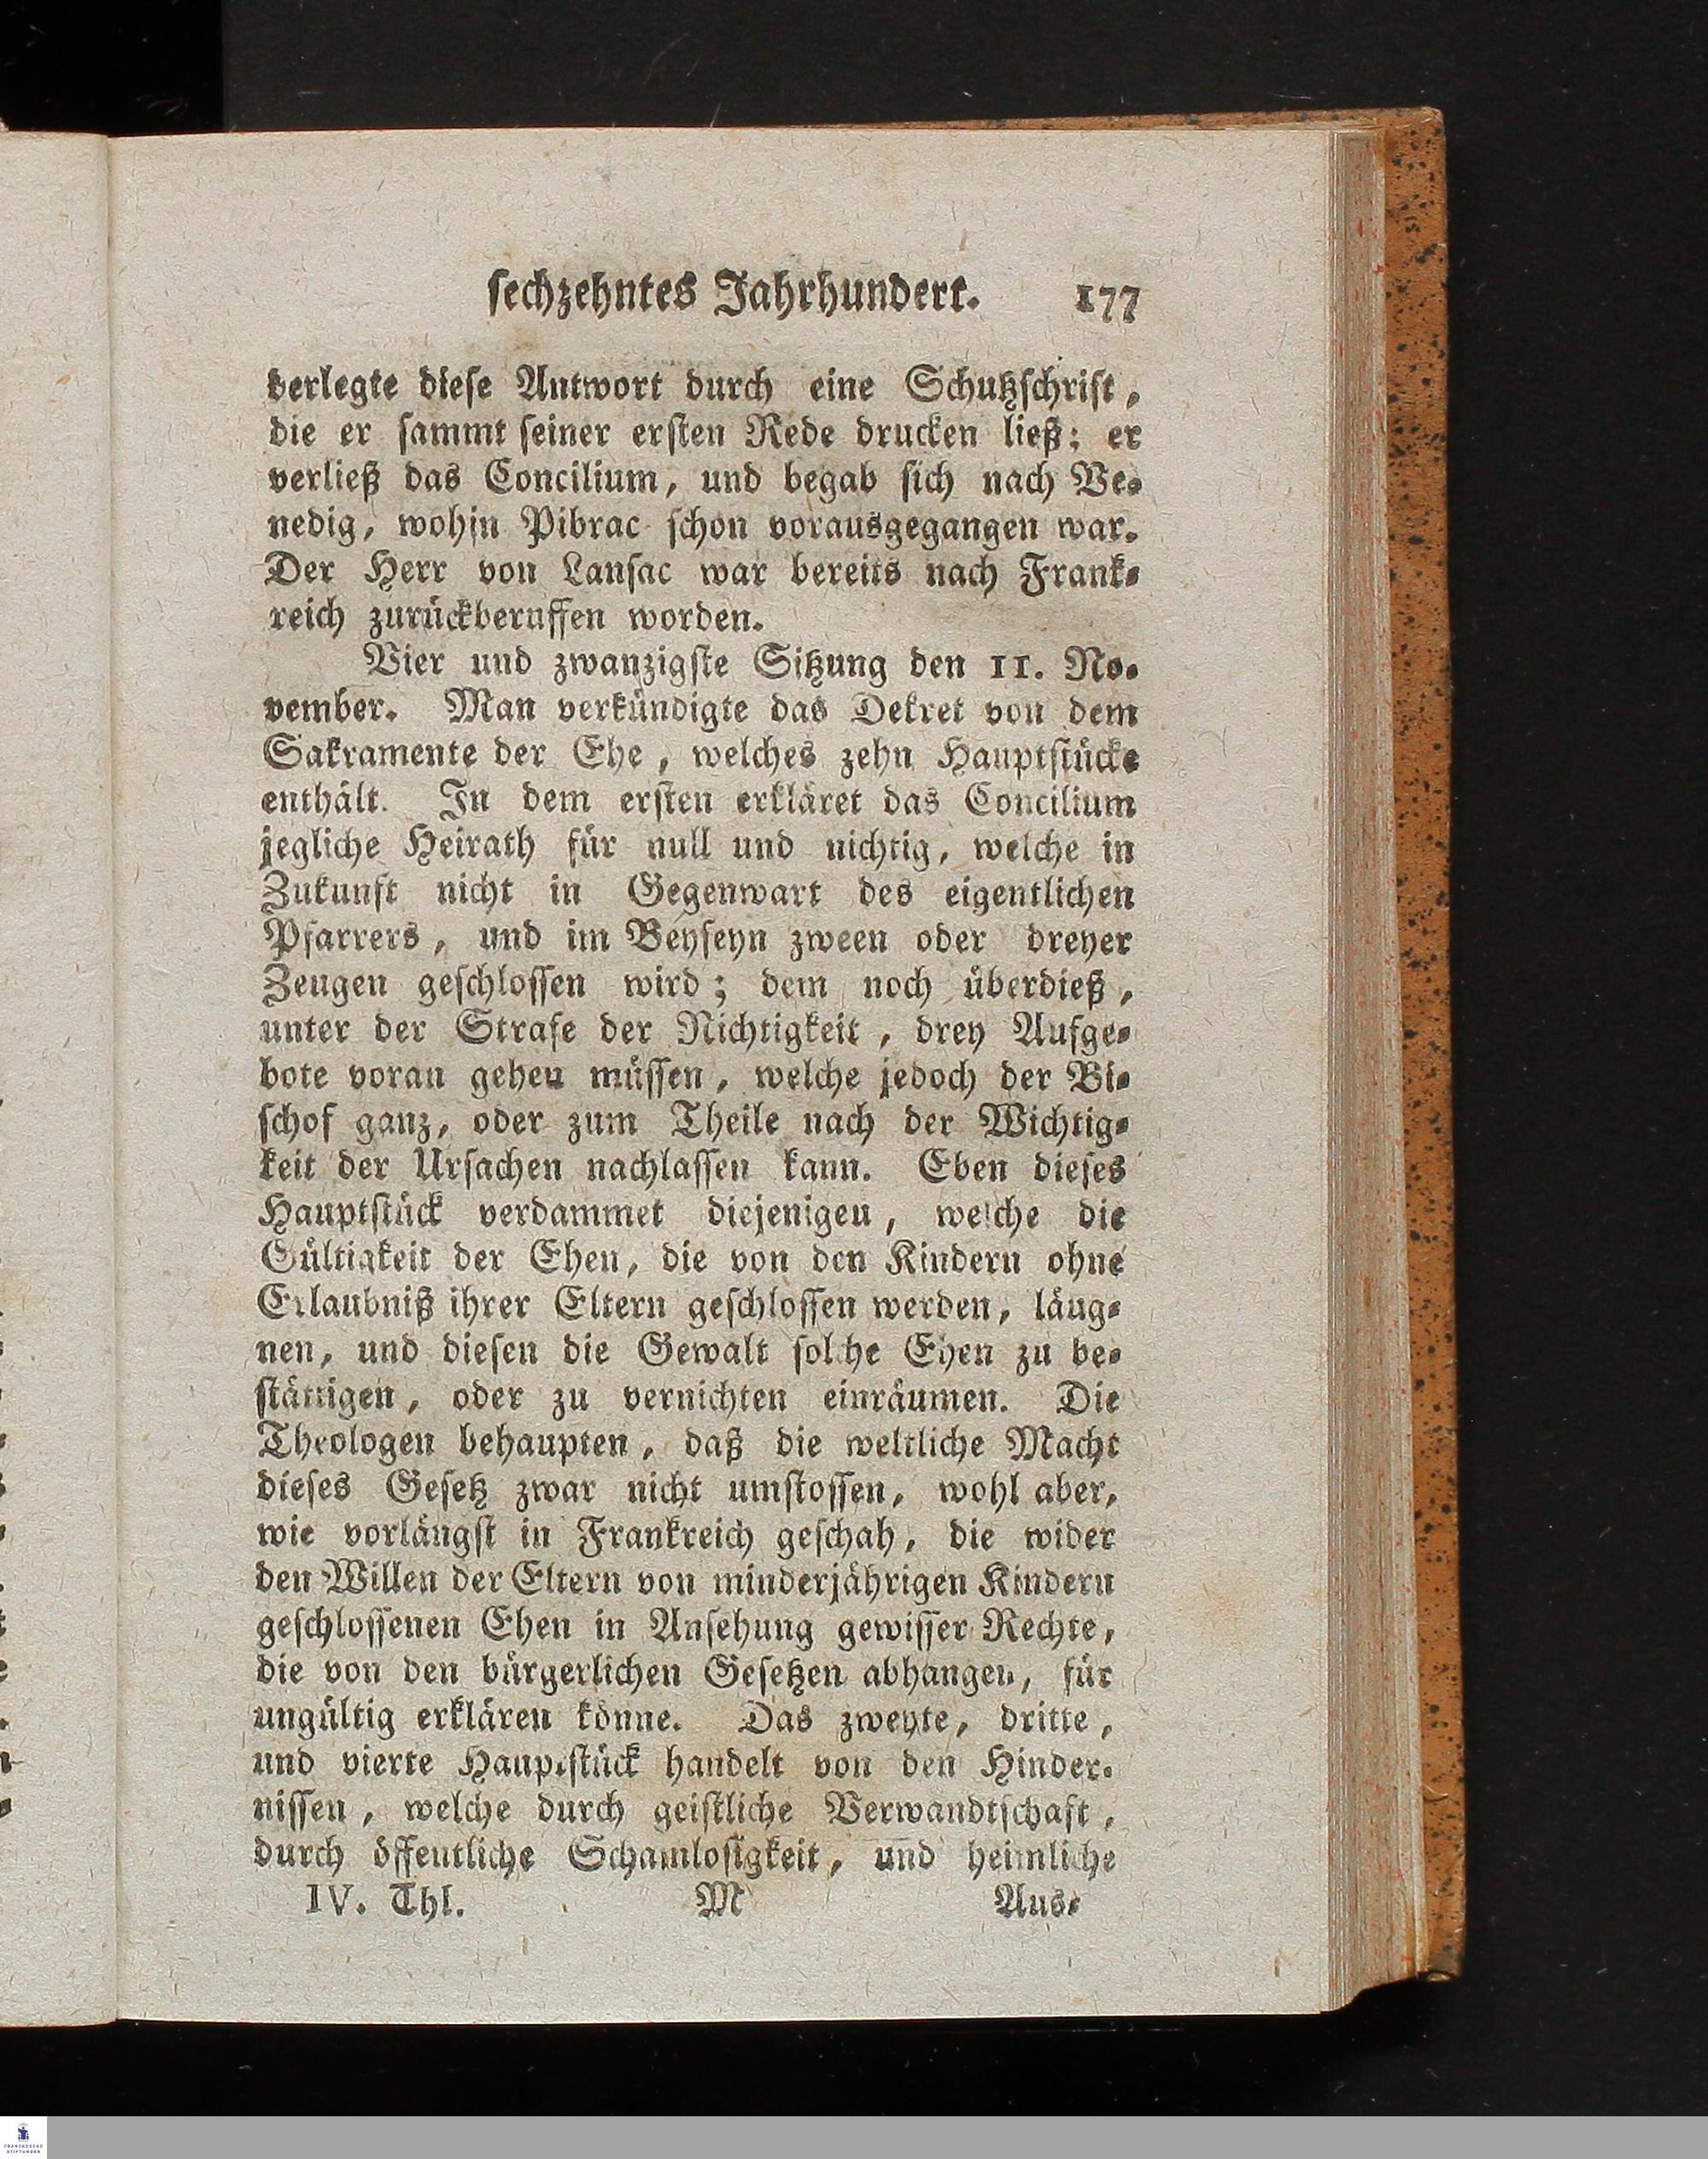 sechzehntes Jahrhundert. 177
derlegte diese Antwort durch eine Schutzschrift,
die er sammt seiner ersten Rede drucken ließ; er
verließ das Concilium, und begab sich nach Ve-
nedig, wohin Pibrac schon vorausgegangen war.
Der Herr von Lansac war bereits nach Frank-
reich zurückberuffen worden.
Vier und zwanzigste Sitzung den 11. No-
vember. Man verkündigte das Dekret von dem
Sakramente der Ehe, welches zehn Hauptstücke
enthält. In dem ersten erkläret das Concilium
jegliche Heirath für null und nichtig, welche in
Zukunft nicht in Gegenwart des eigentlichen
Pfarrers, und im Beyseyn zween oder dreyer
Zeugen geschlossen wird; dem noch überdieß,
unter der Strafe der Nichtigkeit, drey Aufge-
bote voran gehen müssen, welche jedoch der Bi-
schof ganz, oder zum Theile nach der Wichtig-
keit der Ursachen nachlassen kann. Eben dieses
Hauptstück verdammet diejenigen, welche die
Gültigkeit der Ehen, die von den Kindern ohne
Erlaubniß ihrer Eltern geschlossen werden, läug-
nen, und diesen die Gewalt solche Ehen zu be-
stättigen, oder zu vernichten einräumen. Die
Theologen behaupten, daß die weltliche Macht
dieses Gesetz zwar nicht umstossen, wohl aber,
wie vorlängst in Frankreich geschah, die wider
den Willen der Eltern von minderjährigen Kindern
geschlossenen Ehen in Ansehung gewisser Rechte,
die von den bürgerlichen Gesetzen abhangen, für
ungültig erklären könne. Das zweyte, dritte,
und vierte Hauptstück handelt von den Hinder-
nissen, welche durch geistliche Verwandtschaft,
durch öffentliche Schamlosigkeit, und heimliche
IV. Thl. M Aus-
FRANCKESCHE
STIFTUNGEN